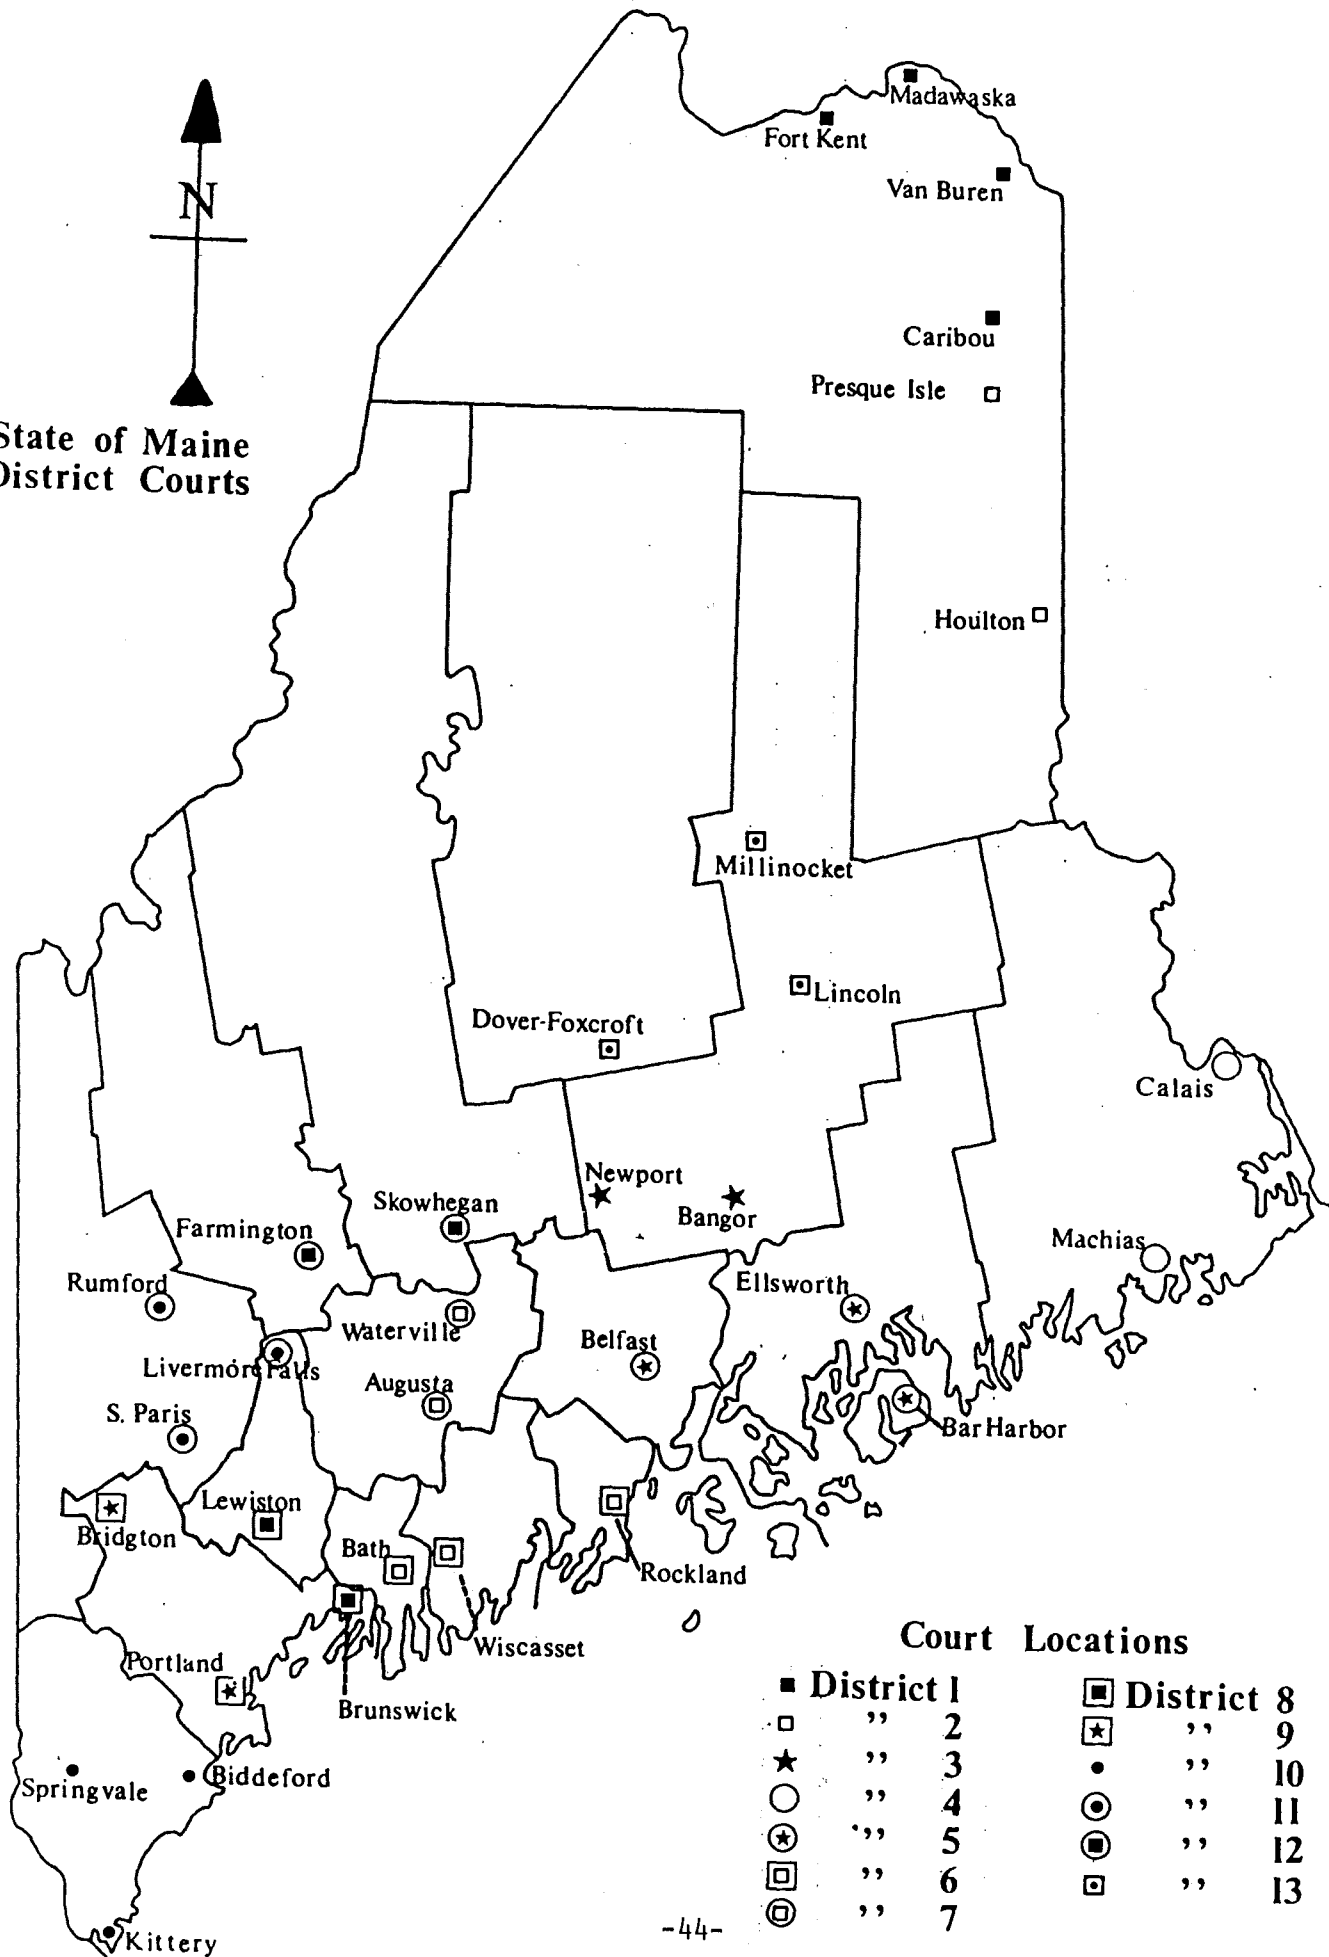 Madawaska
Fort Kent
N
Van Buren
Caribou
Presque Isle
State of Maine
District Courts
Houlton
Millinocket
Lincoln
Dover-Foxcroft
Calais
Newport
Skowhegan
Bangor
Farmington
Machias
Rumford
Ellsworth
Waterville
Belfast
Livermore Falls
Augusta
S. Paris
Bar Harbor
Lewiston
Bridgton
Bath
Rockland
Wiscasset
Portland
Brunswick
Springvale
Biddeford
Kittery
Court Locations
District 1
” 2
” 3
” 4
” 5
” 6
” 7
District 8
” 9
” 10
” 11
” 12
” 13
-44-